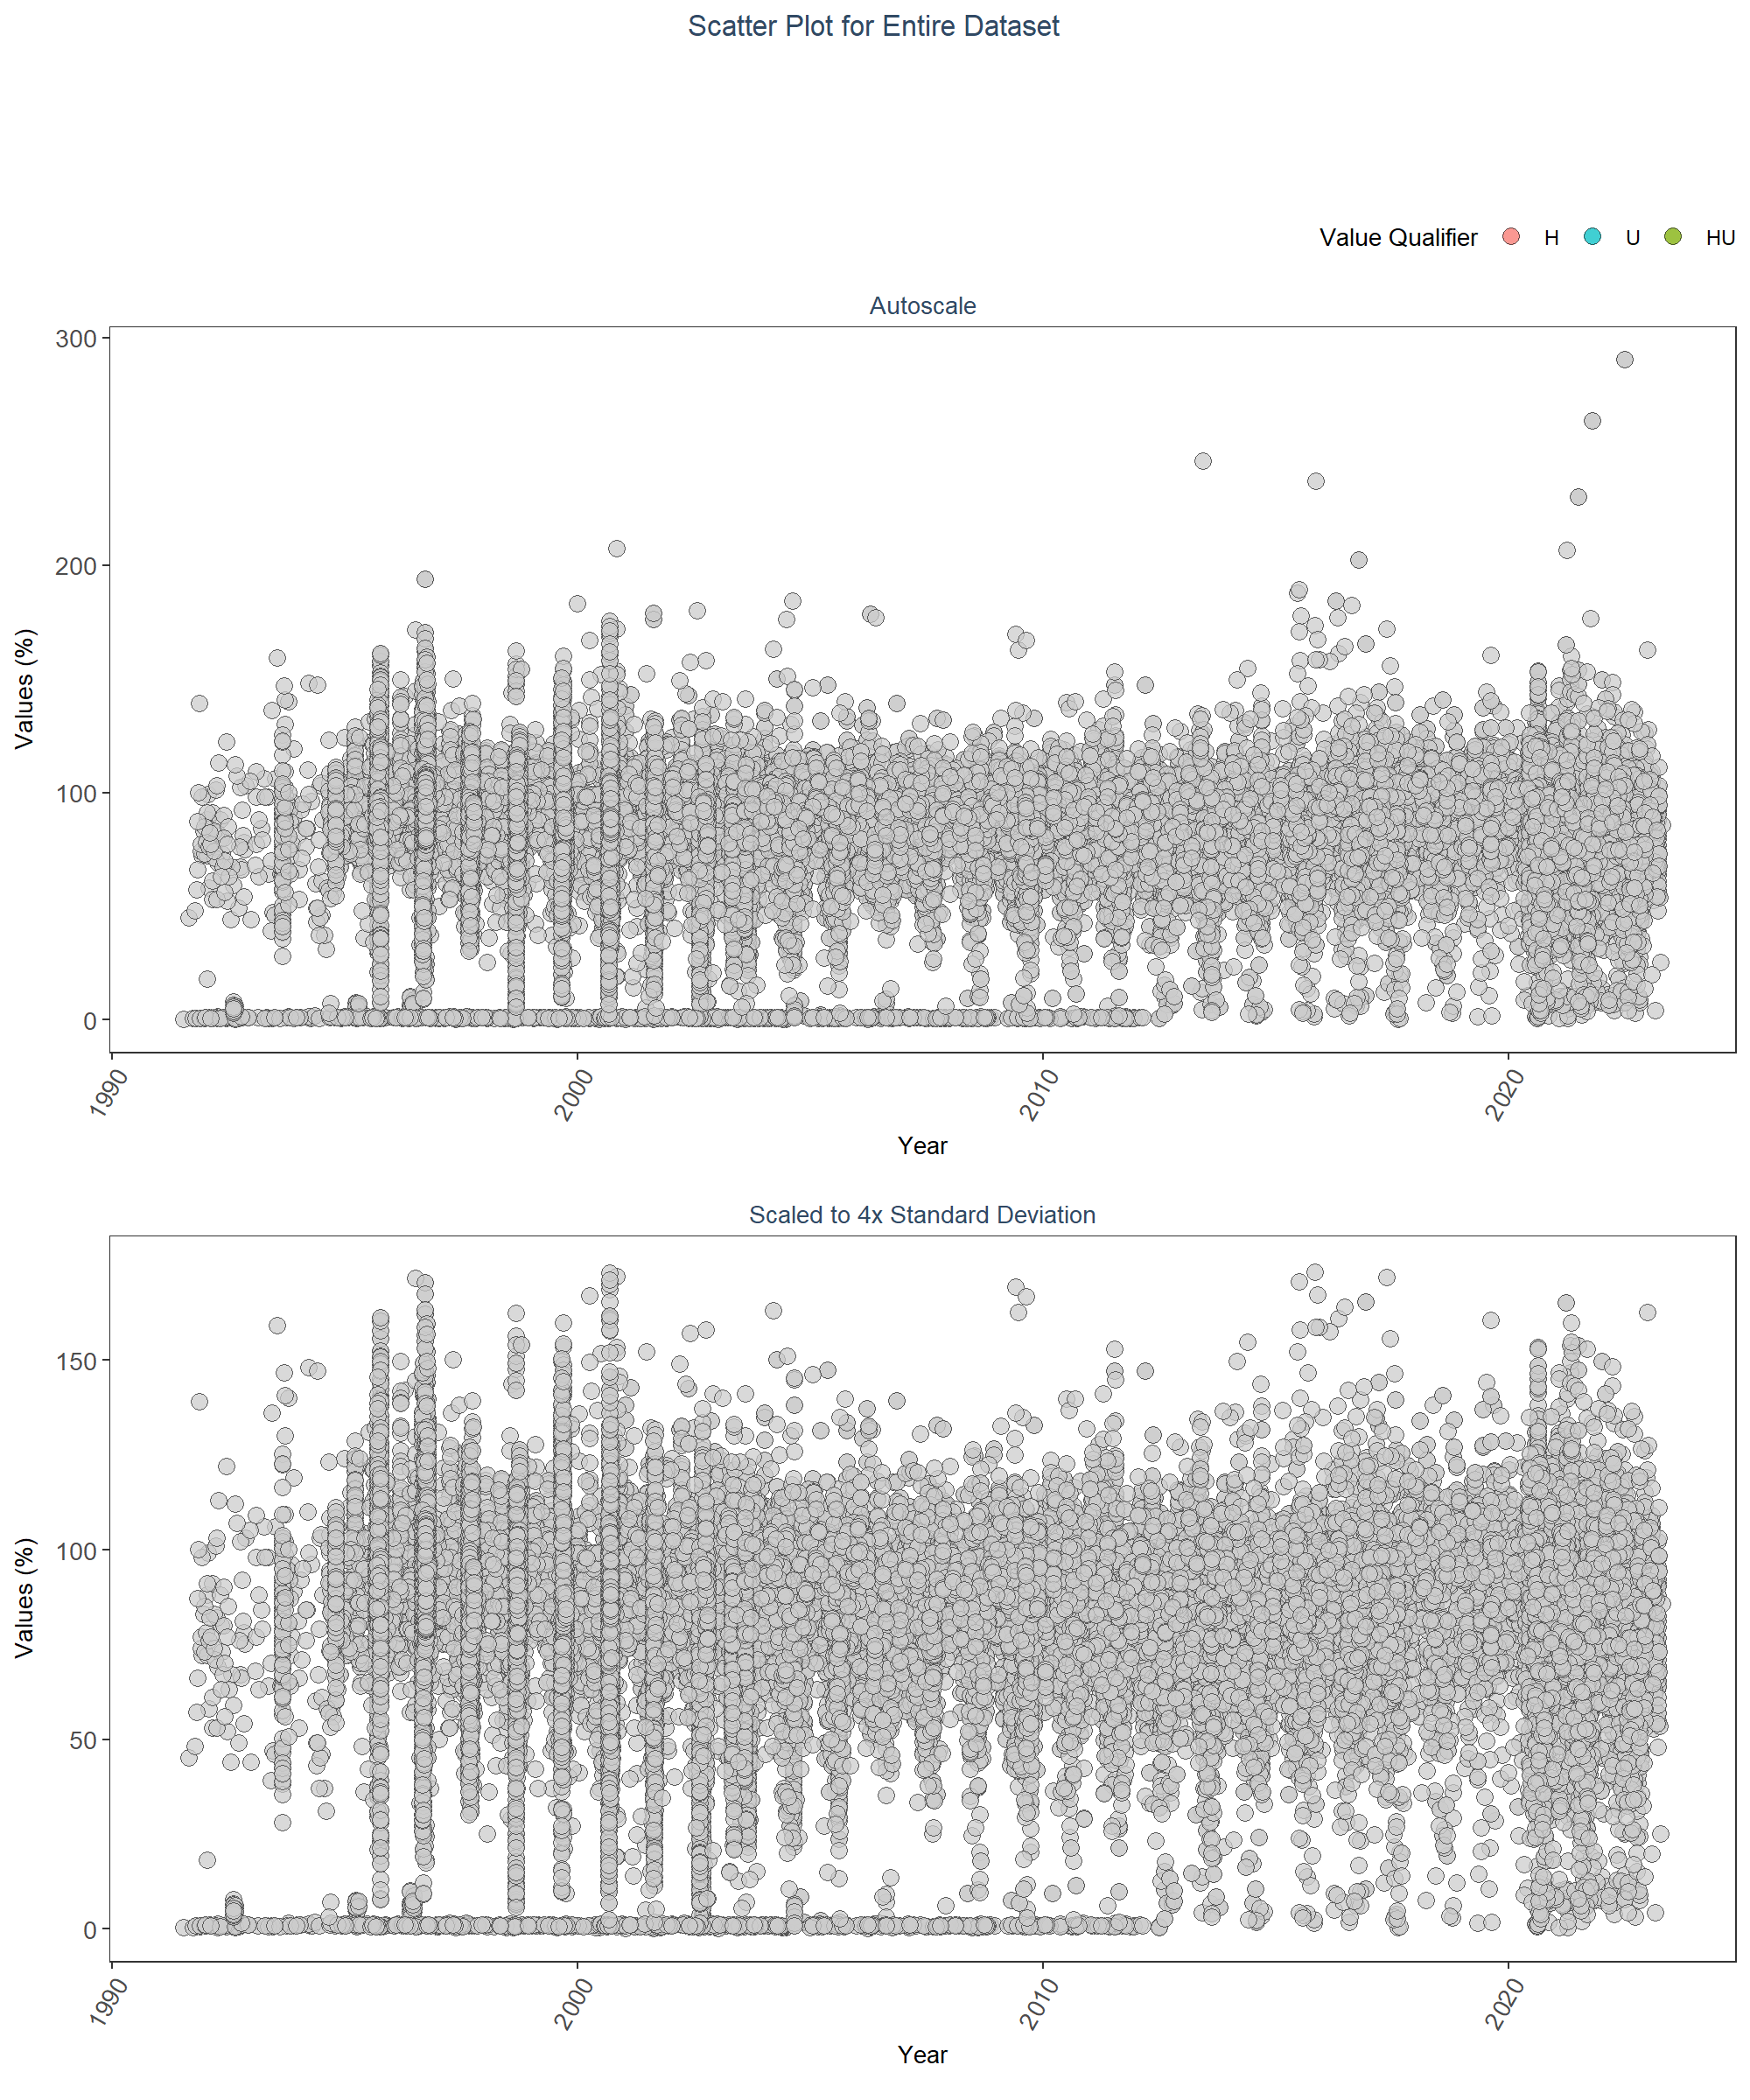 Scatter Plot for Entire Dataset
Value Qualifier H U HU
Autoscale
300
200
100
0
Values (%)
1990 2000 2010 2020
Year
Scaled to 4x Standard Deviation
150
100
50
0
Values (%)
1990 2000 2010 2020
Year